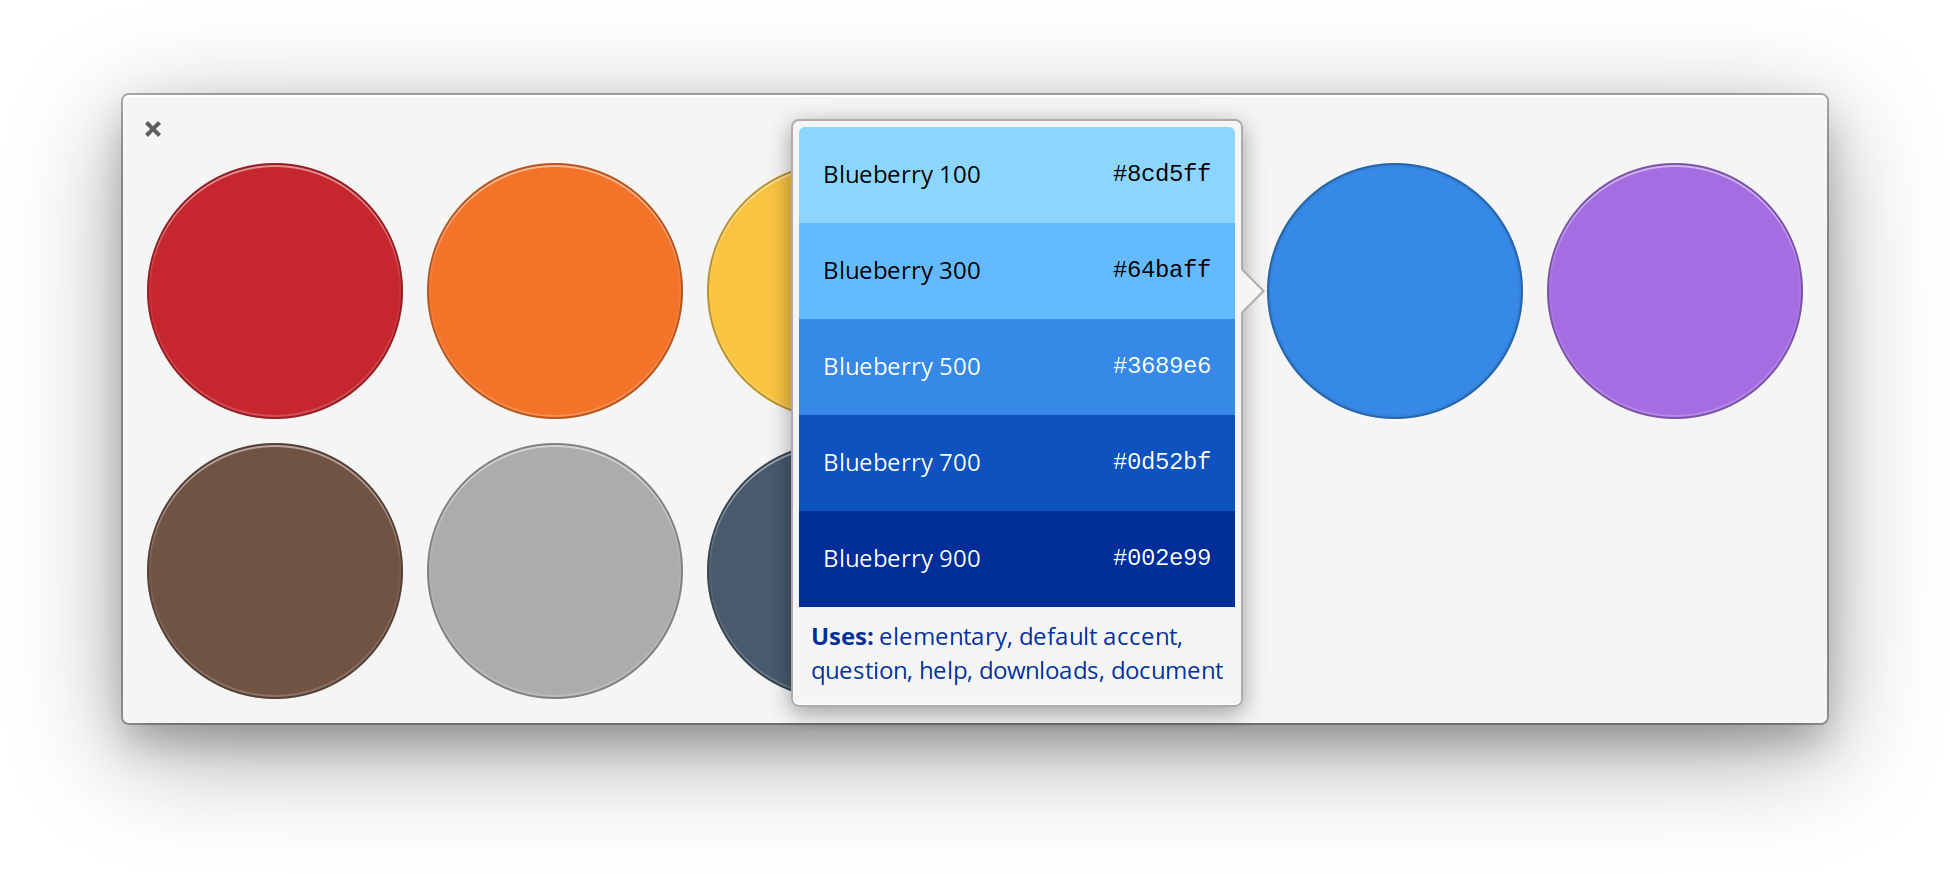 Blueberry 100 #8cd5ff
Blueberry 300 #64baff
Blueberry 500 #3689e6
Blueberry 700 #0d52bf
Blueberry 900 #002e99
Uses: elementary, default accent,
question, help, downloads, document